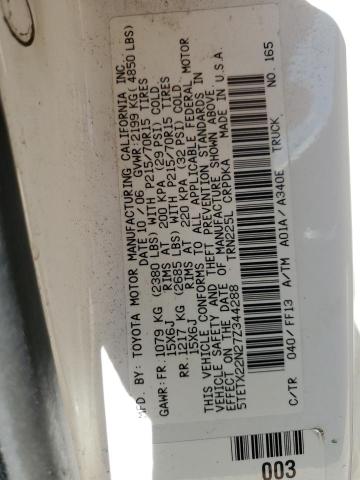 MFD. BY:TOYOTA MOTOR MANUFACTURING CALIFORNIA INC.
DATE 10 / 06 GVWR:2199 KG(4850 LBS)
GAWR:FR.1079 KG (2380 LBS) WITH P215/70R15 TIRES
15X6J RIMS AT 200 KPA (29 PSI) COLD
RR.1217 KG (2685 LBS) WITH P215/70R15 TIRES
15X6J RIMS AT 220 KPA (32 PSI) COLD
THIS VEHICLE CONFORMS TO ALL APPLICABLE FEDERAL MOTOR
VEHICLE SAFETY AND THEFT PREVENTION STANDARDS IN
EFFECT ON THE DATE OF MANUFACTURE SHOWN ABOVE.
5TETX22N27Z344288 TRN225L CRPDKA MADE IN U.S.A
C/TR 040/FF13 A/TM A01A/A340E TRUCK NO.165
003